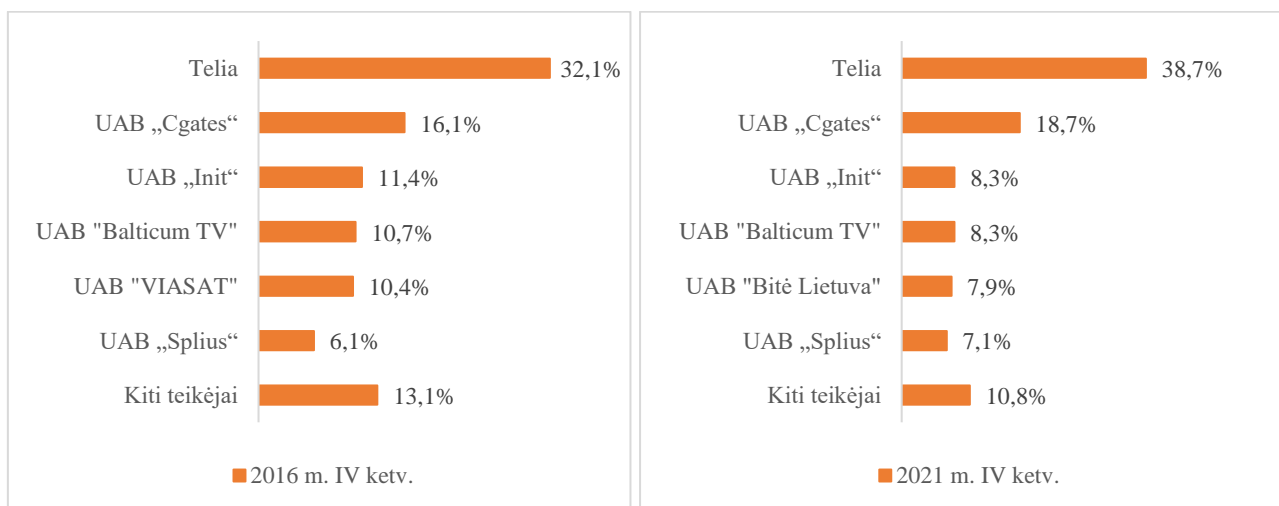 Telia 32,1%
UAB „Cgates“ 16,1%
UAB „Init“ 11,4%
UAB "Balticum TV" 10,7%
UAB "VIASAT" 10,4%
UAB „Splius“ 6,1%
Kiti teikėjai 13,1%
2016 m. IV ketv.
Telia 38,7%
UAB „Cgates“ 18,7%
UAB „Init“ 8,3%
UAB "Balticum TV" 8,3%
UAB "Bitė Lietuva" 7,9%
UAB „Splius“ 7,1%
Kiti teikėjai 10,8%
2021 m. IV ketv.